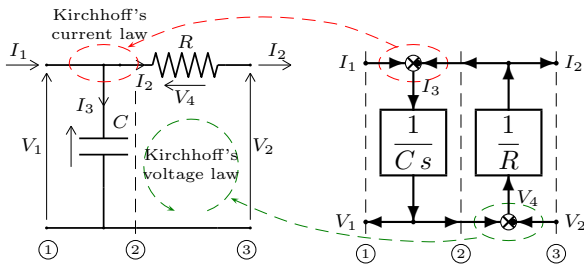 Kirchhoff's
current law
I₁
R
I₂
I₂
I₃
V₄
C
V₁
Kirchhoff's
voltage law
V₂
1
2
3
I₁
I₂
I₃
1
C s
1
R
V₄
V₁
V₂
1
2
3